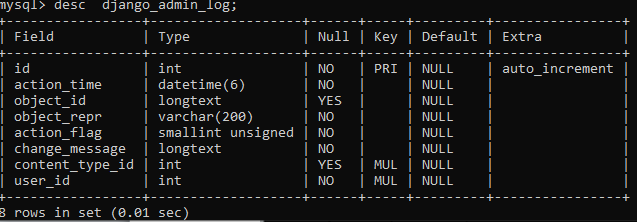 mysql> desc  django_admin_log;
+-----------------+-------------------+------+-----+---------+----------------+
| Field           | Type              | Null | Key | Default | Extra          |
+-----------------+-------------------+------+-----+---------+----------------+
| id              | int               | NO   | PRI | NULL    | auto_increment |
| action_time     | datetime(6)       | NO   |     | NULL    |                |
| object_id       | longtext          | YES  |     | NULL    |                |
| object_repr     | varchar(200)      | NO   |     | NULL    |                |
| action_flag     | smallint unsigned | NO   |     | NULL    |                |
| change_message  | longtext          | NO   |     | NULL    |                |
| content_type_id | int               | YES  | MUL | NULL    |                |
| user_id         | int               | NO   | MUL | NULL    |                |
+-----------------+-------------------+------+-----+---------+----------------+
8 rows in set (0.01 sec)